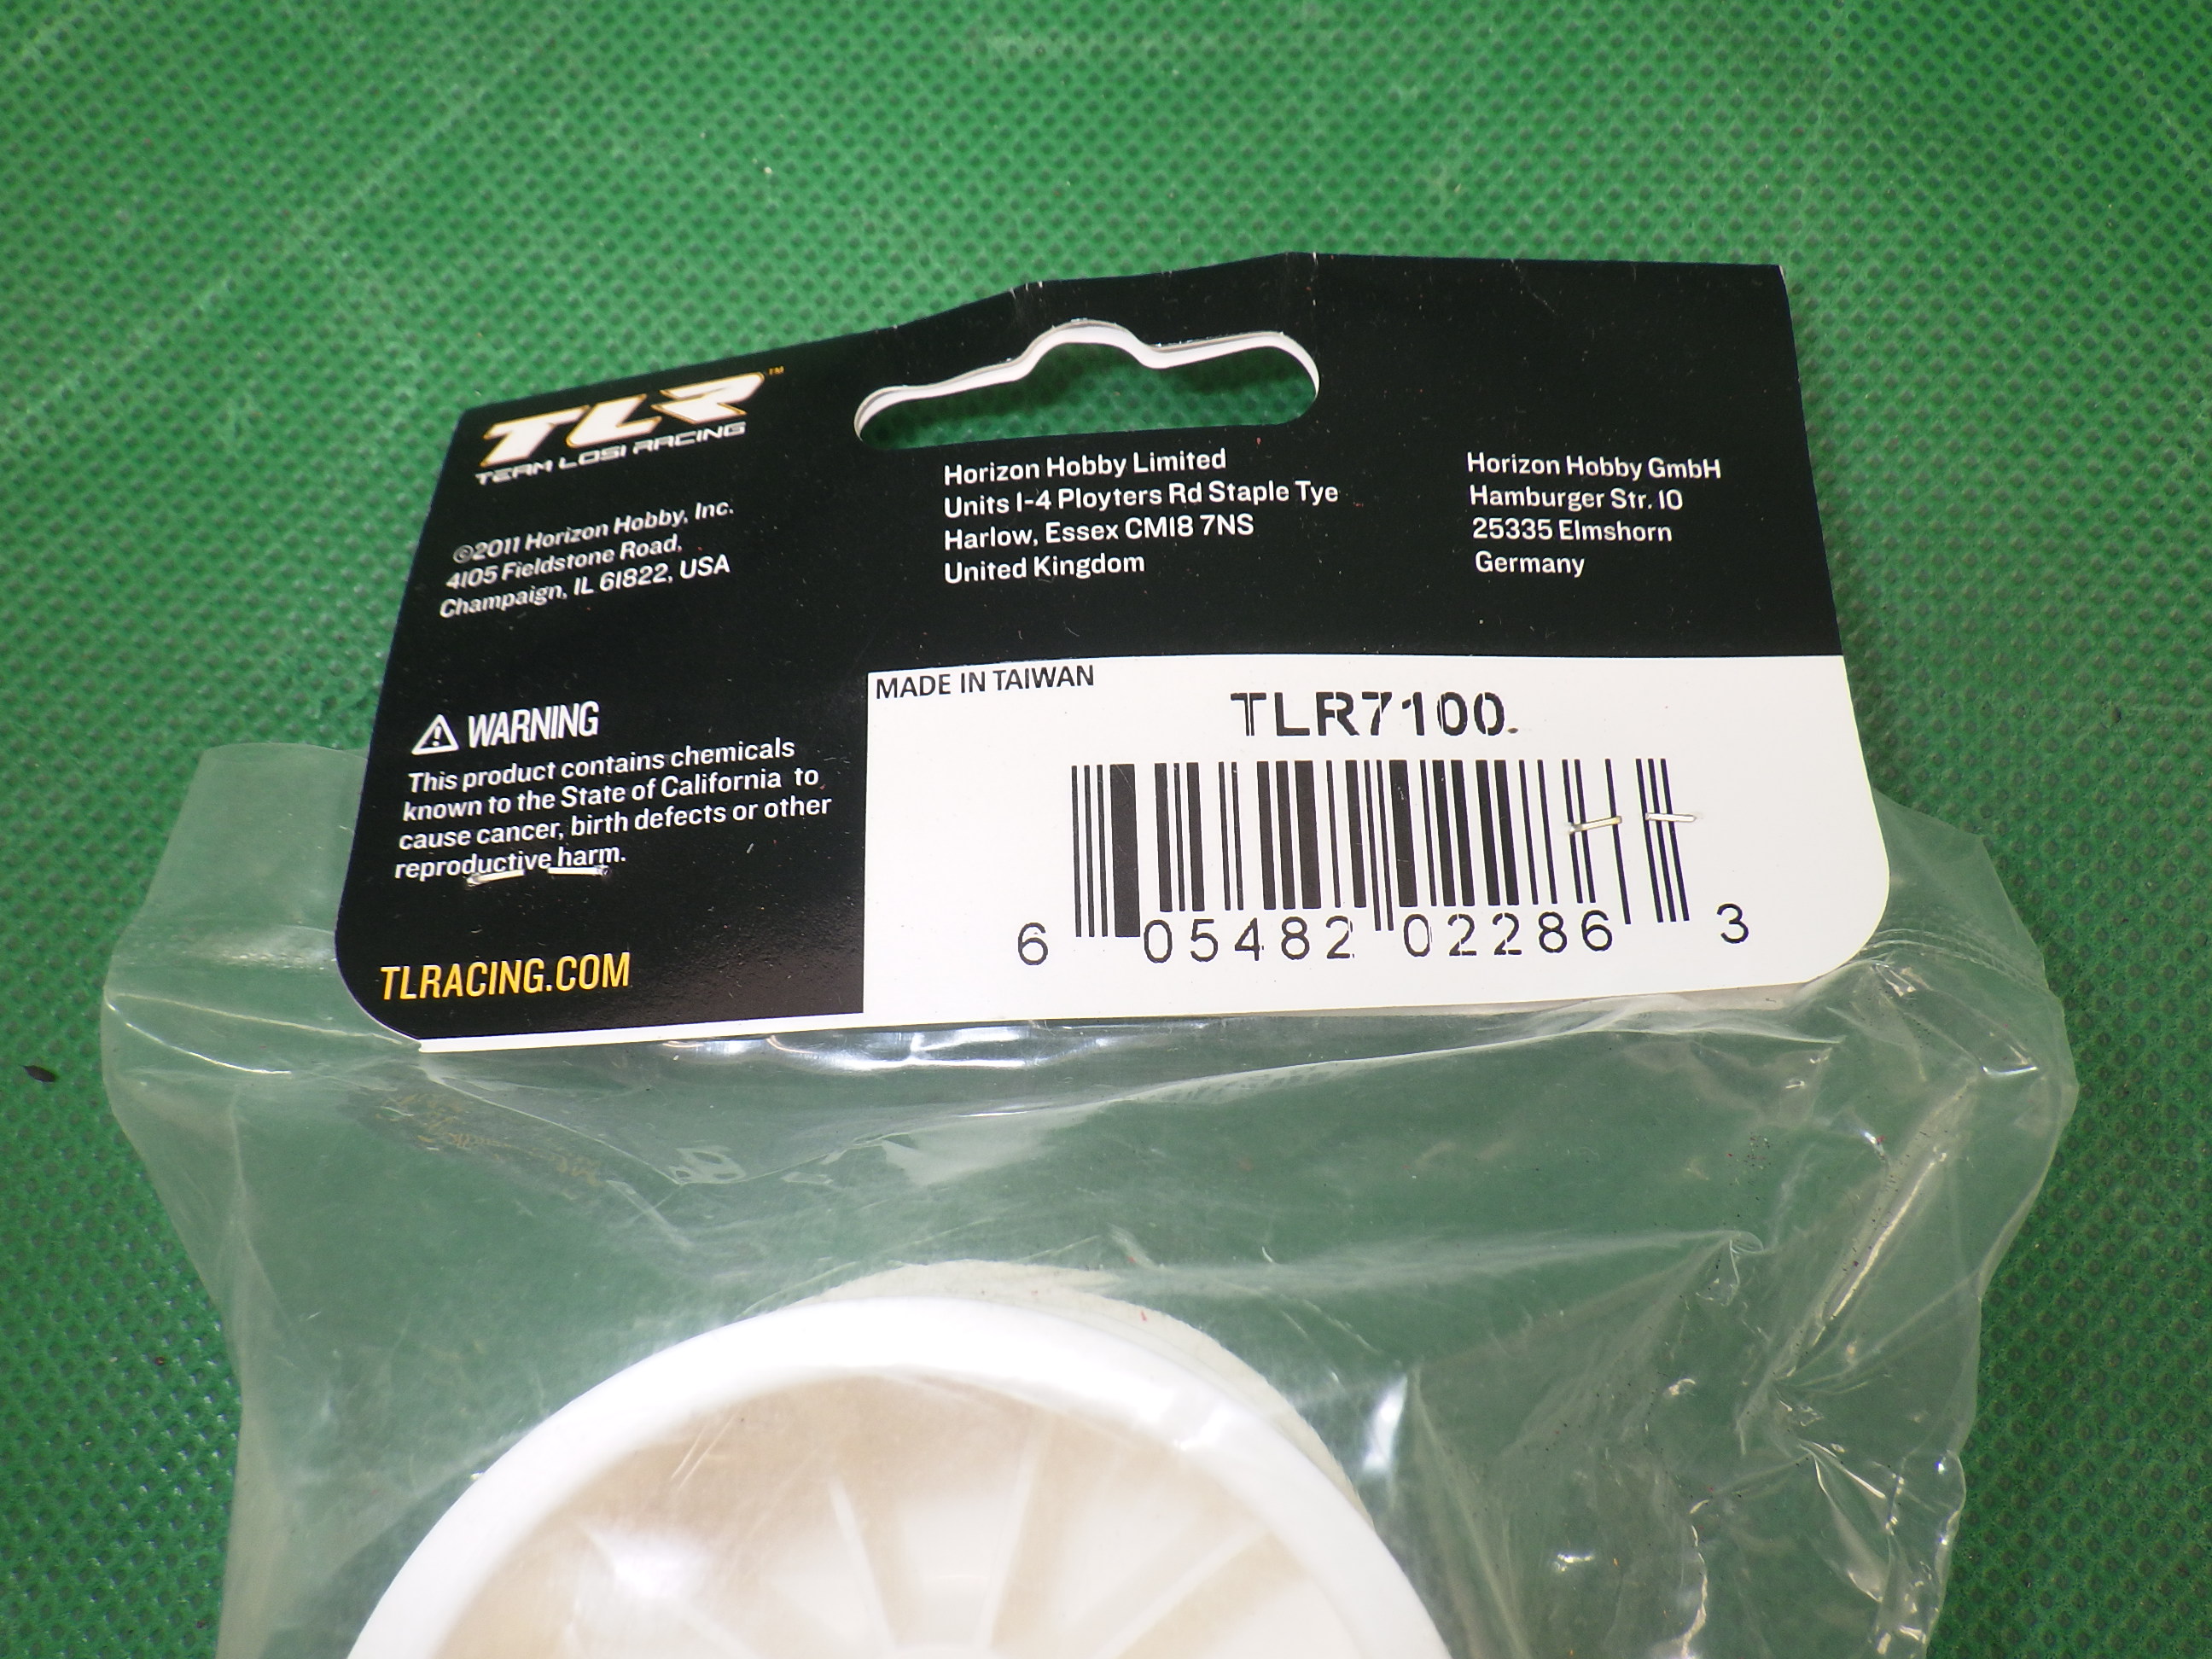 TLR™
TEAM LOSI RACING
©2011 Horizon Hobby, Inc.
4105 Fieldstone Road,
Champaign, IL 61822, USA
Horizon Hobby Limited
Units 1-4 Ployters Rd Staple Tye
Harlow, Essex CM18 7NS
United Kingdom
Horizon Hobby GmbH
Hamburger Str. 10
25335 Elmshorn
Germany
⚠ WARNING
This product contains chemicals
known to the State of California to
cause cancer, birth defects or other
reproductive harm.
TLRACING.COM
MADE IN TAIWAN
TLR7100
6 05482 02286 3